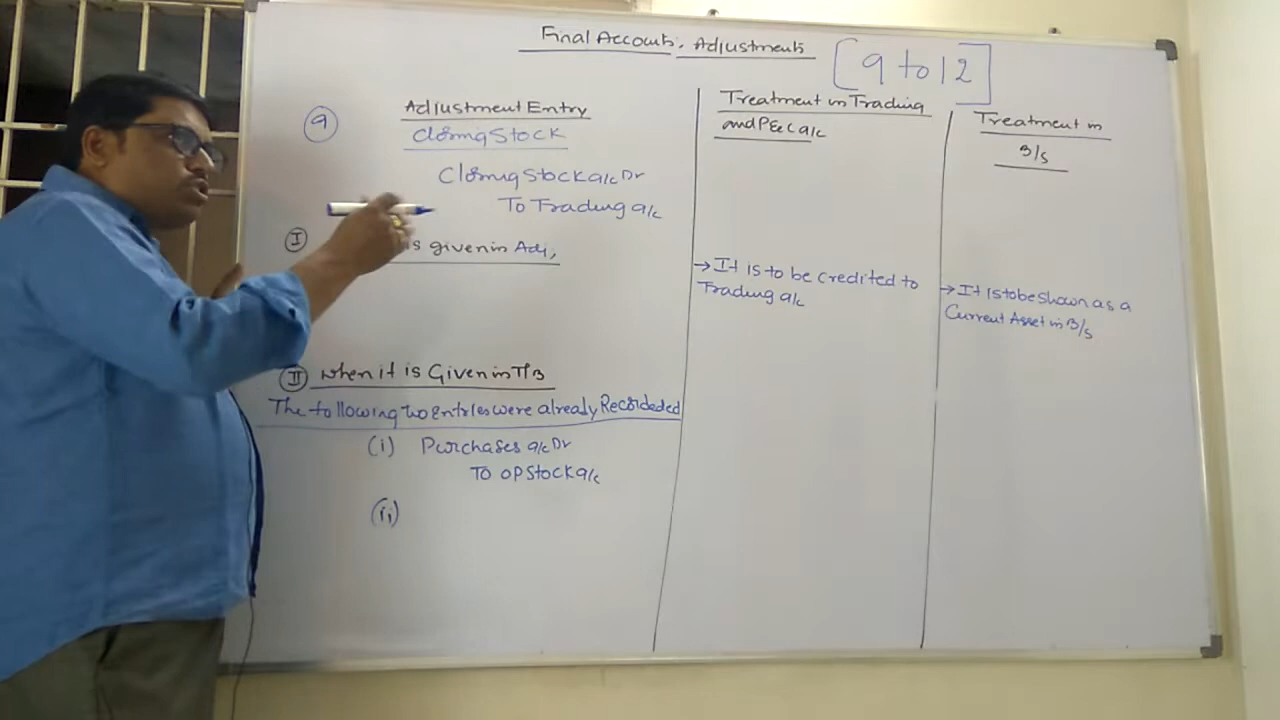 Final Accounts, Adjustments
[9 to 12]
9
Adjustment Entry
Closing Stock
Closing Stock a/c Dr
To Trading a/c
I
is given in Adj,
II When it is Given in T/B
The following two entries were already Recordeded
(i) Purchases a/c Dr
To op Stock a/c
(ii)
Treatment in Trading
and P&L a/c
→ It is to be credited to
Trading a/c
Treatment in
B/S
→ It is to be shown as a
Current Asset in B/S